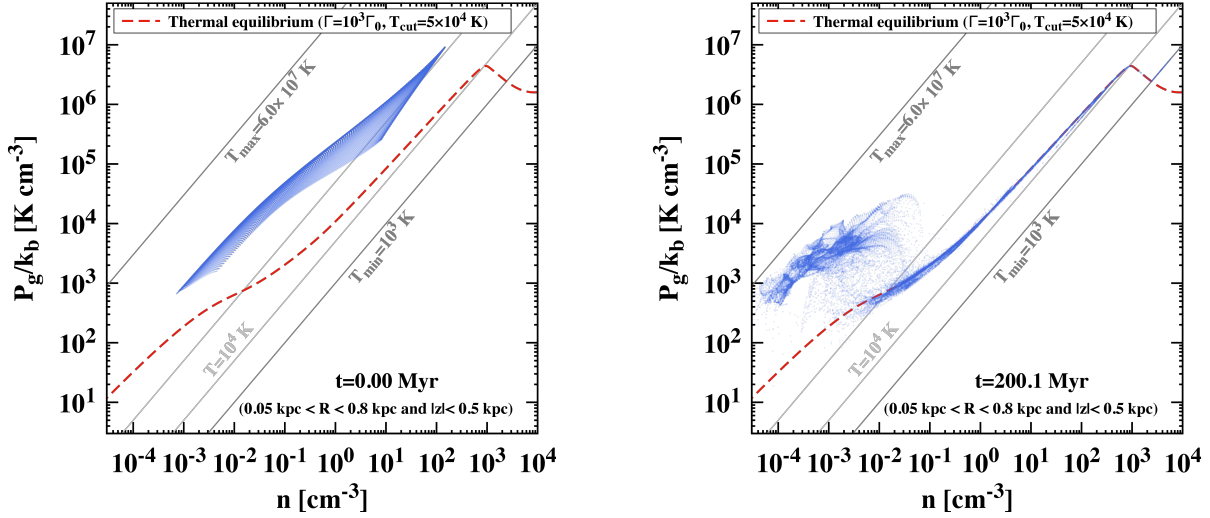 Thermal equilibrium (Γ=10³Γ₀, T_cut=5×10⁴ K)
P_g/k_b [K cm⁻³]
10⁷
10⁶
10⁵
10⁴
10³
10²
10¹
T_max=6.0× 10⁷ K
T_min=10³ K
T=10⁴ K
t=0.00 Myr
(0.05 kpc < R < 0.8 kpc and |z|< 0.5 kpc)
10⁻⁴ 10⁻³ 10⁻² 10⁻¹ 10⁰ 10¹ 10² 10³ 10⁴
n [cm⁻³]
Thermal equilibrium (Γ=10³Γ₀, T_cut=5×10⁴ K)
P_g/k_b [K cm⁻³]
10⁷
10⁶
10⁵
10⁴
10³
10²
10¹
T_max=6.0× 10⁷ K
T_min=10³ K
T=10⁴ K
t=200.1 Myr
(0.05 kpc < R < 0.8 kpc and |z|< 0.5 kpc)
10⁻⁴ 10⁻³ 10⁻² 10⁻¹ 10⁰ 10¹ 10² 10³ 10⁴
n [cm⁻³]